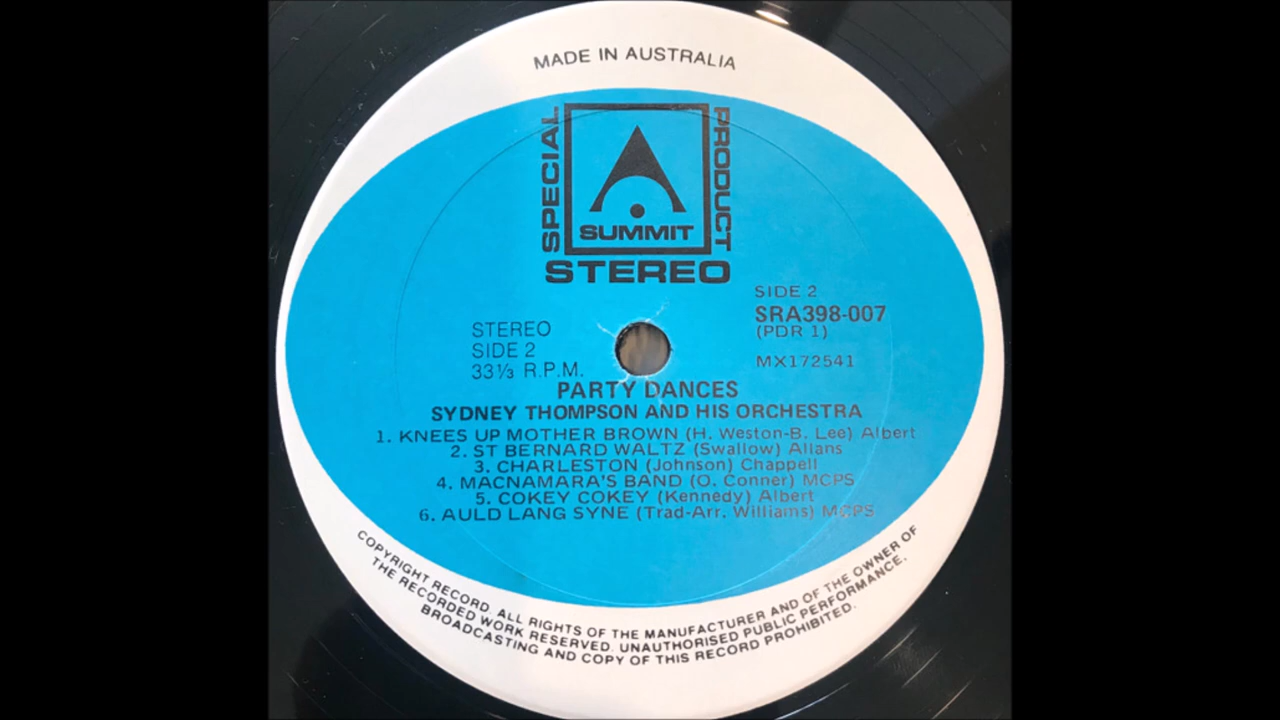 MADE IN AUSTRALIA
SPECIAL
PRODUCT
SUMMIT
STEREO
SIDE 2
SRA398-007
(PDR 1)
MX172541
STEREO
SIDE 2
33⅓ R.P.M.
PARTY DANCES
SYDNEY THOMPSON AND HIS ORCHESTRA
1. KNEES UP MOTHER BROWN (H. Weston-B. Lee) Albert
2. ST BERNARD WALTZ (Swallow) Allans
3. CHARLESTON (Johnson) Chappell
4. MACNAMARA'S BAND (O. Conner) MCPS
5. COKEY COKEY (Kennedy) Albert
6. AULD LANG SYNE (Trad-Arr. Williams) MCPS
COPYRIGHT RECORD. ALL RIGHTS OF THE MANUFACTURER AND OF THE OWNER OF
THE RECORDED WORK RESERVED. UNAUTHORISED PUBLIC PERFORMANCE,
BROADCASTING AND COPY OF THIS RECORD PROHIBITED.